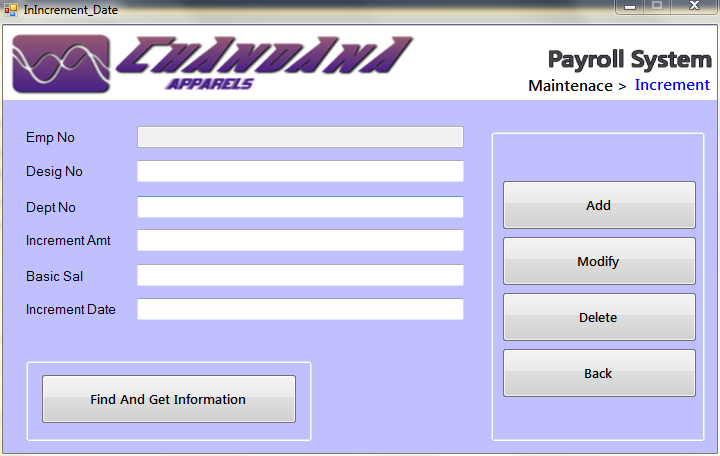 InIncrement_Date
CHANDANA
APPARELS
Payroll System
Maintenace > Increment
Emp No
Desig No
Dept No
Increment Amt
Basic Sal
Increment Date
Add
Modify
Delete
Back
Find And Get Information